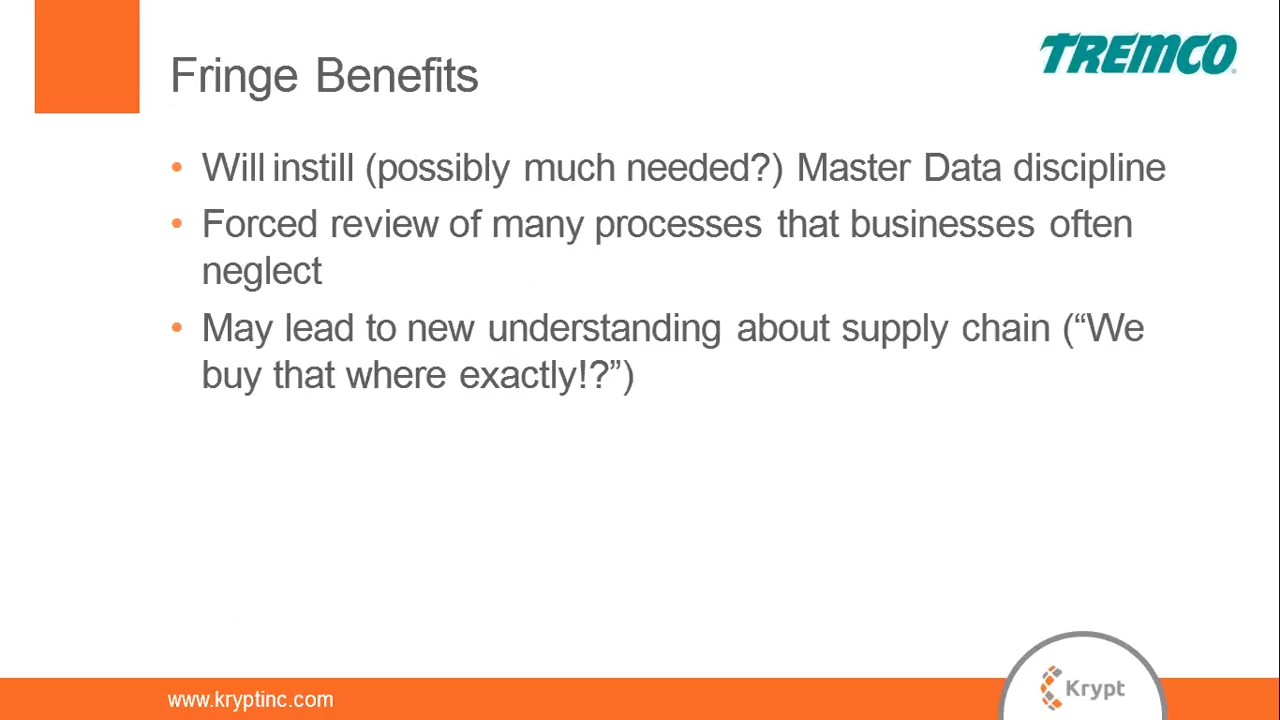 TREMCO
Fringe Benefits
• Will instill (possibly much needed?) Master Data discipline
• Forced review of many processes that businesses often
neglect
• May lead to new understanding about supply chain (“We
buy that where exactly!?”)
www.kryptinc.com
Krypt